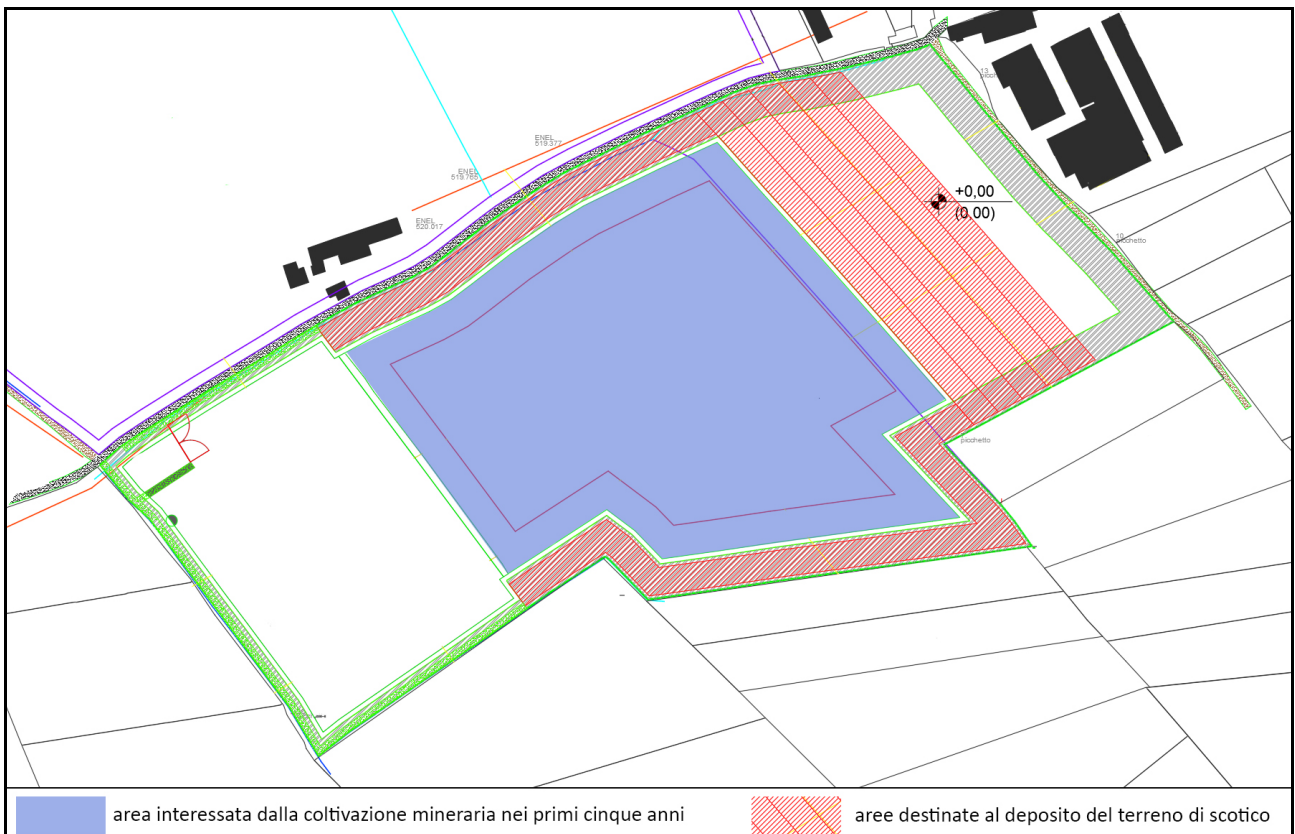 13
ENEL
519.377
ENEL
519.765
+0,00
(0.00)
ENEL
520.017
10
picchetto
picchetto
area interessata dalla coltivazione mineraria nei primi cinque anni
aree destinate al deposito del terreno di scotico